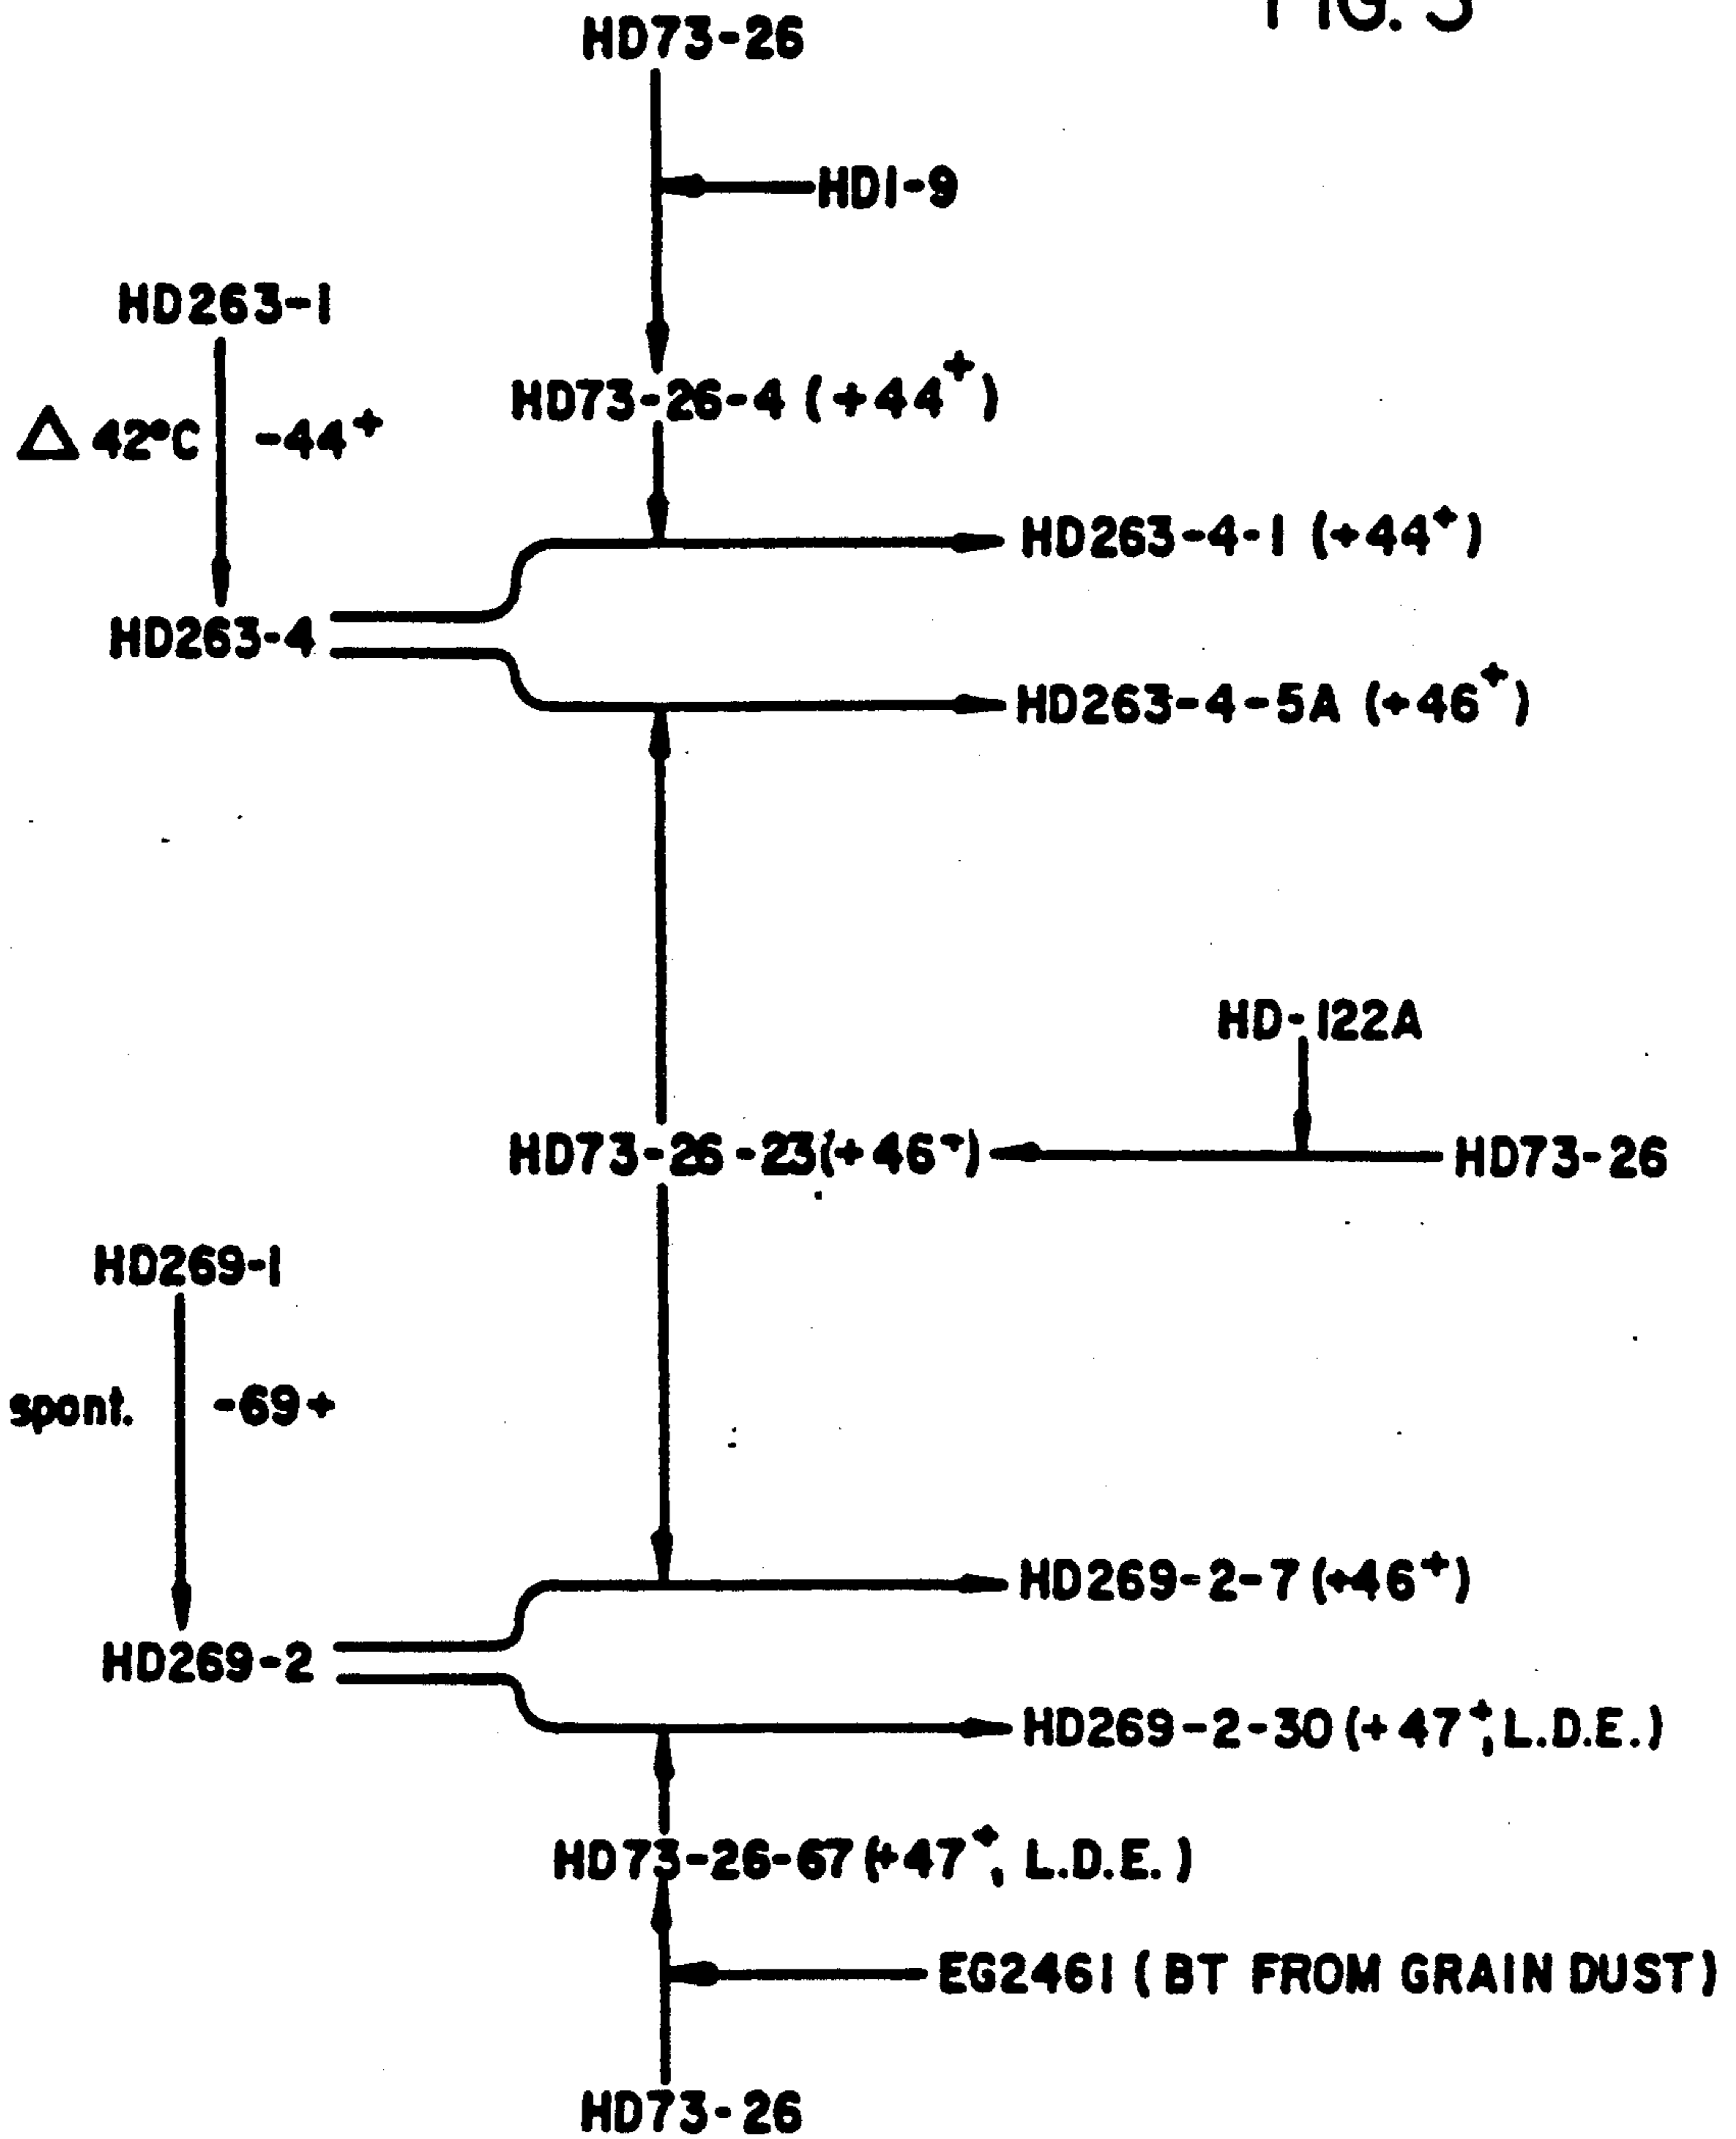 FIG. 3
HD73-26
HD1-9
HD263-1
HD73-26-4 (+44⁺)
△ 42°C -44⁺
HD263-4-1 (+44⁺)
HD263-4
HD263-4-5A (+46⁺)
HD-122A
HD73-26-23(+46⁺)
HD73-26
HD269-1
spont. -69+
HD269-2-7(+46⁺)
HD269-2
HD269-2-30(+47⁺, L.D.E.)
HD73-26-67(+47⁺, L.D.E.)
EG2461 (BT FROM GRAIN DUST)
HD73-26